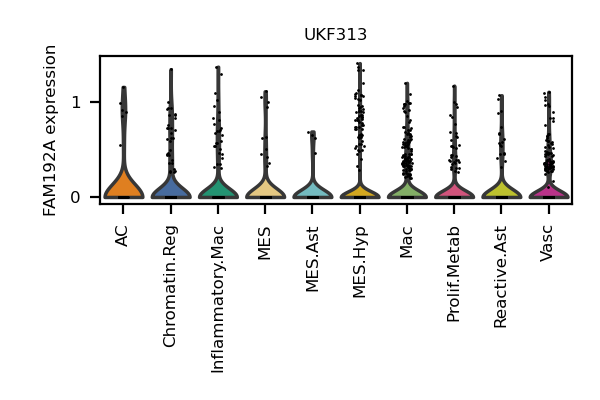 UKF313
FAM192A expression
1
0
AC
Chromatin.Reg
Inflammatory.Mac
MES
MES.Ast
MES.Hyp
Mac
Prolif.Metab
Reactive.Ast
Vasc